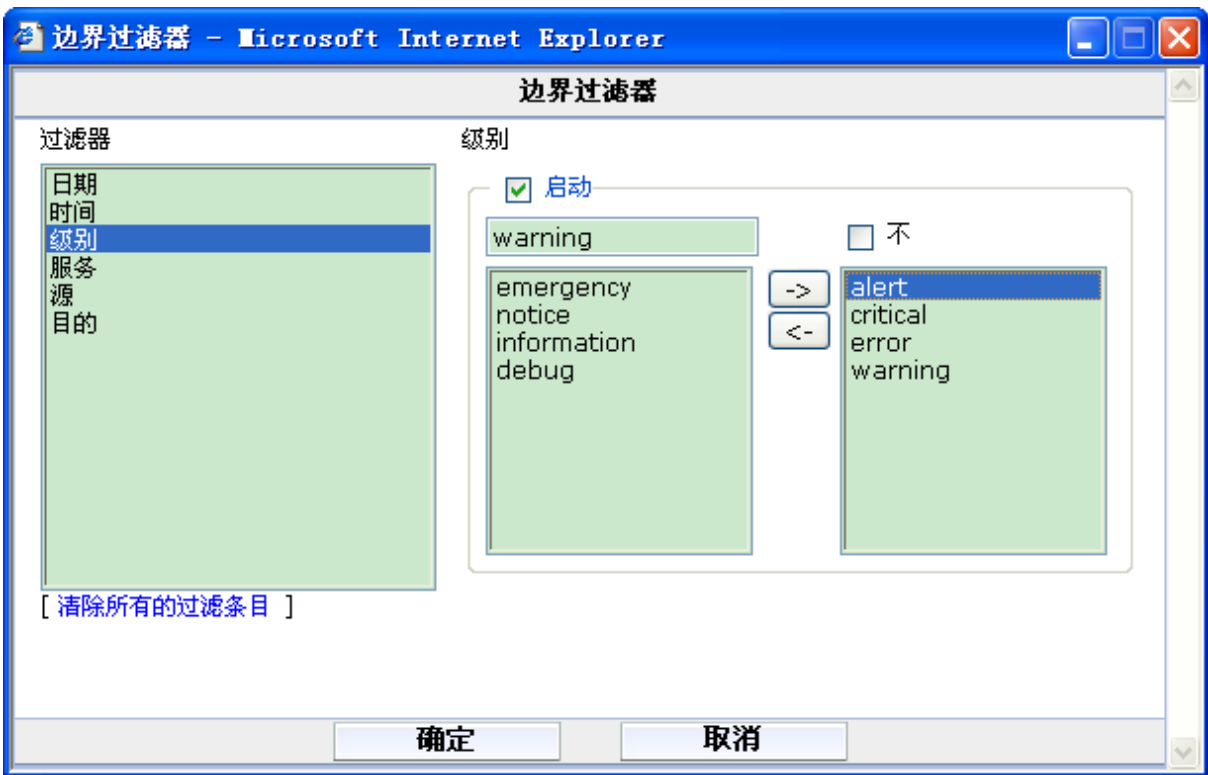 边界过滤器 - Microsoft Internet Explorer
边界过滤器
过滤器
级别
日期
时间
级别
服务
源
目的
启动
warning
不
emergency
notice
information
debug
->
<-
alert
critical
error
warning
[ 清除所有的过滤条目 ]
确定
取消